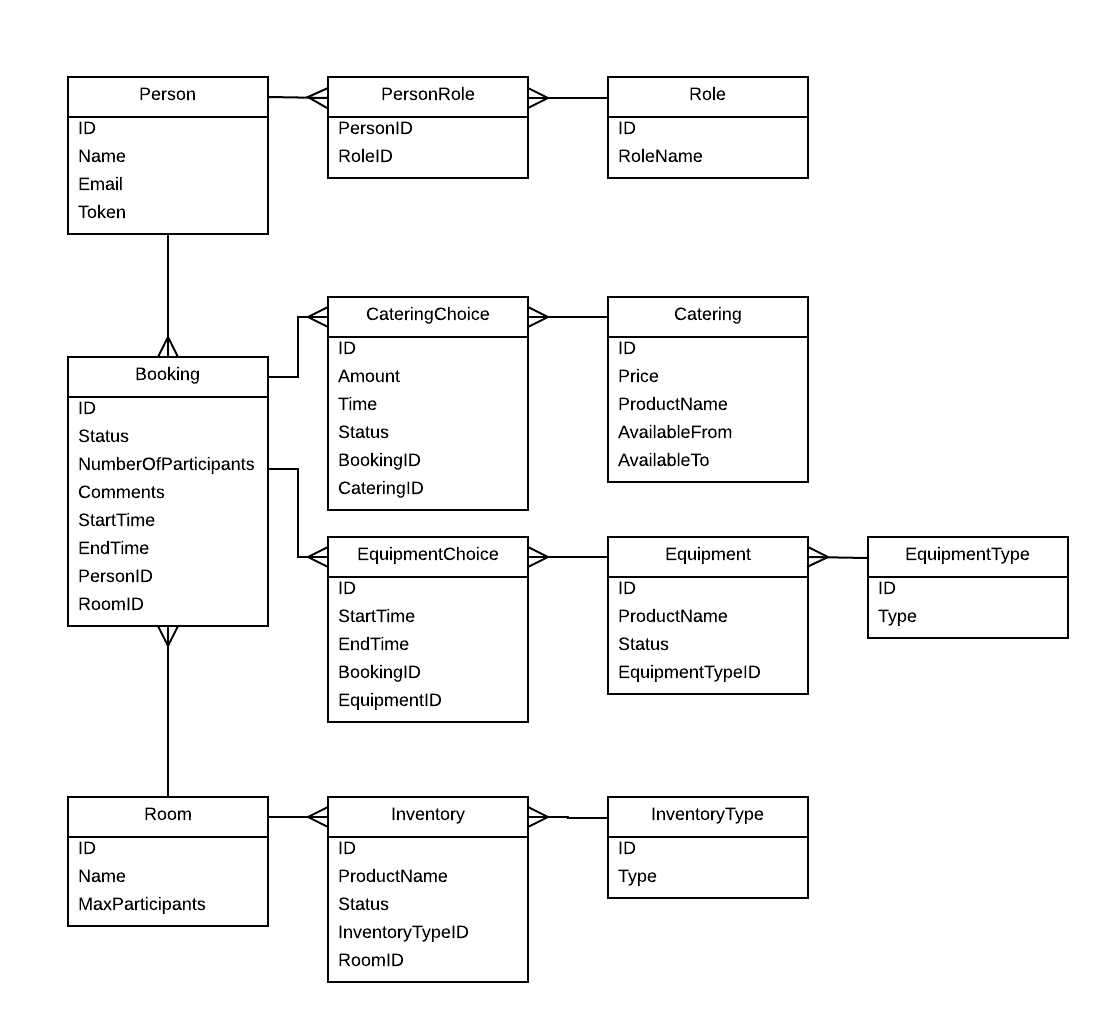 Person
ID
Name
Email
Token
PersonRole
PersonID
RoleID
Role
ID
RoleName
Booking
ID
Status
NumberOfParticipants
Comments
StartTime
EndTime
PersonID
RoomID
CateringChoice
ID
Amount
Time
Status
BookingID
CateringID
Catering
ID
Price
ProductName
AvailableFrom
AvailableTo
EquipmentChoice
ID
StartTime
EndTime
BookingID
EquipmentID
Equipment
ID
ProductName
Status
EquipmentTypeID
EquipmentType
ID
Type
Room
ID
Name
MaxParticipants
Inventory
ID
ProductName
Status
InventoryTypeID
RoomID
InventoryType
ID
Type